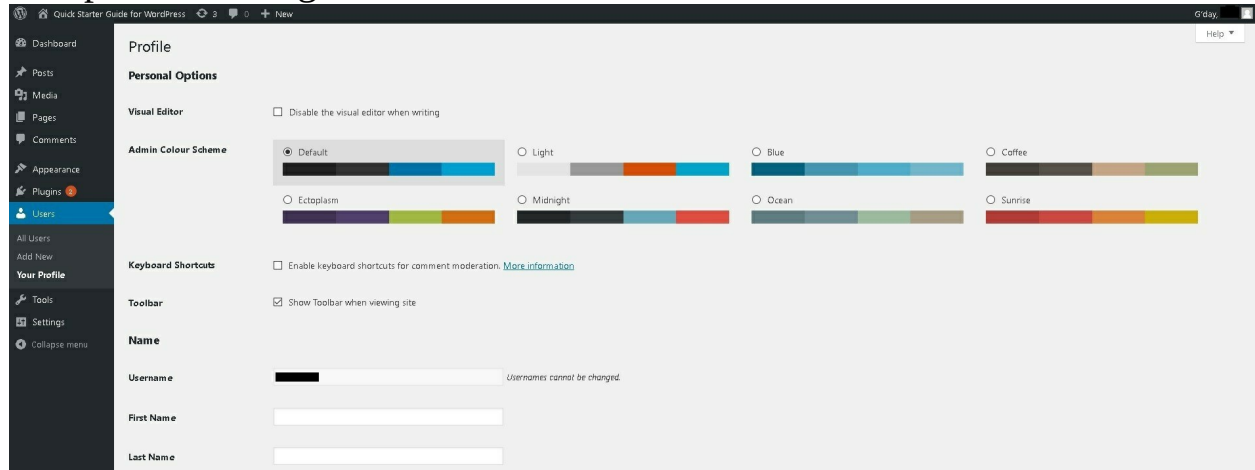 Quick Starter Guide for WordPress 3 0 + New G'day,
Help ▼
Dashboard
Posts
Media
Pages
Comments
Appearance
Plugins 2
Users
All Users
Add New
Your Profile
Tools
Settings
Collapse menu
Profile
Personal Options
Visual Editor Disable the visual editor when writing
Admin Colour Scheme Default Light Blue Coffee
Ectoplasm Midnight Ocean Sunrise
Keyboard Shortcuts Enable keyboard shortcuts for comment moderation. More information
Toolbar Show Toolbar when viewing site
Name
Username Usernames cannot be changed.
First Name
Last Name